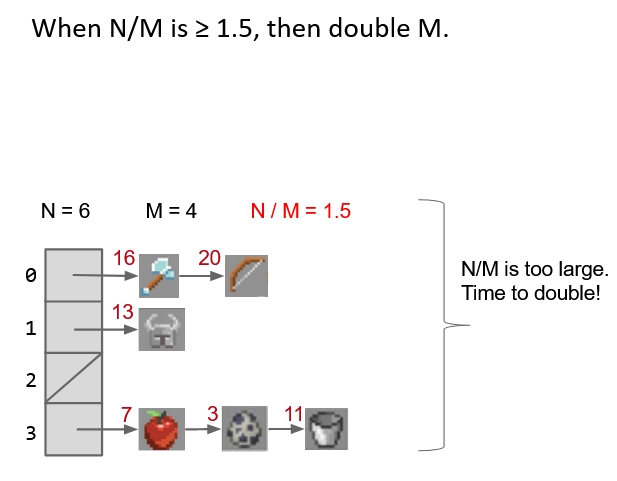 When N/M is ≥ 1.5, then double M.
N = 6 M = 4 N / M = 1.5
0 16 20
N/M is too large.
Time to double!
1 13
2
3 7 3 11